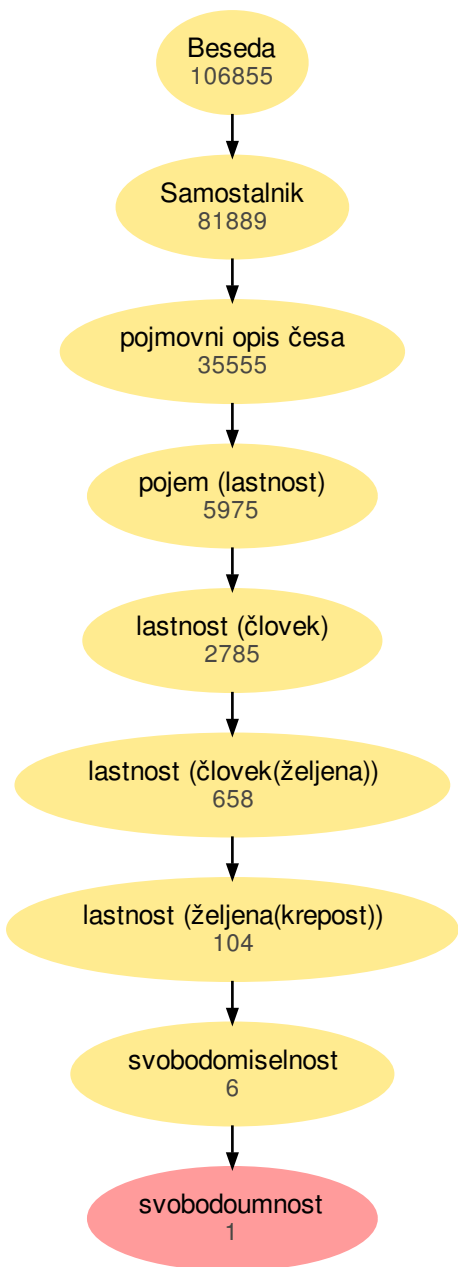 Beseda
106855
Samostalnik
81889
pojmovni opis česa
35555
pojem (lastnost)
5975
lastnost (človek)
2785
lastnost (človek(željena))
658
lastnost (željena(krepost))
104
svobodomiselnost
6
svobodoumnost
1